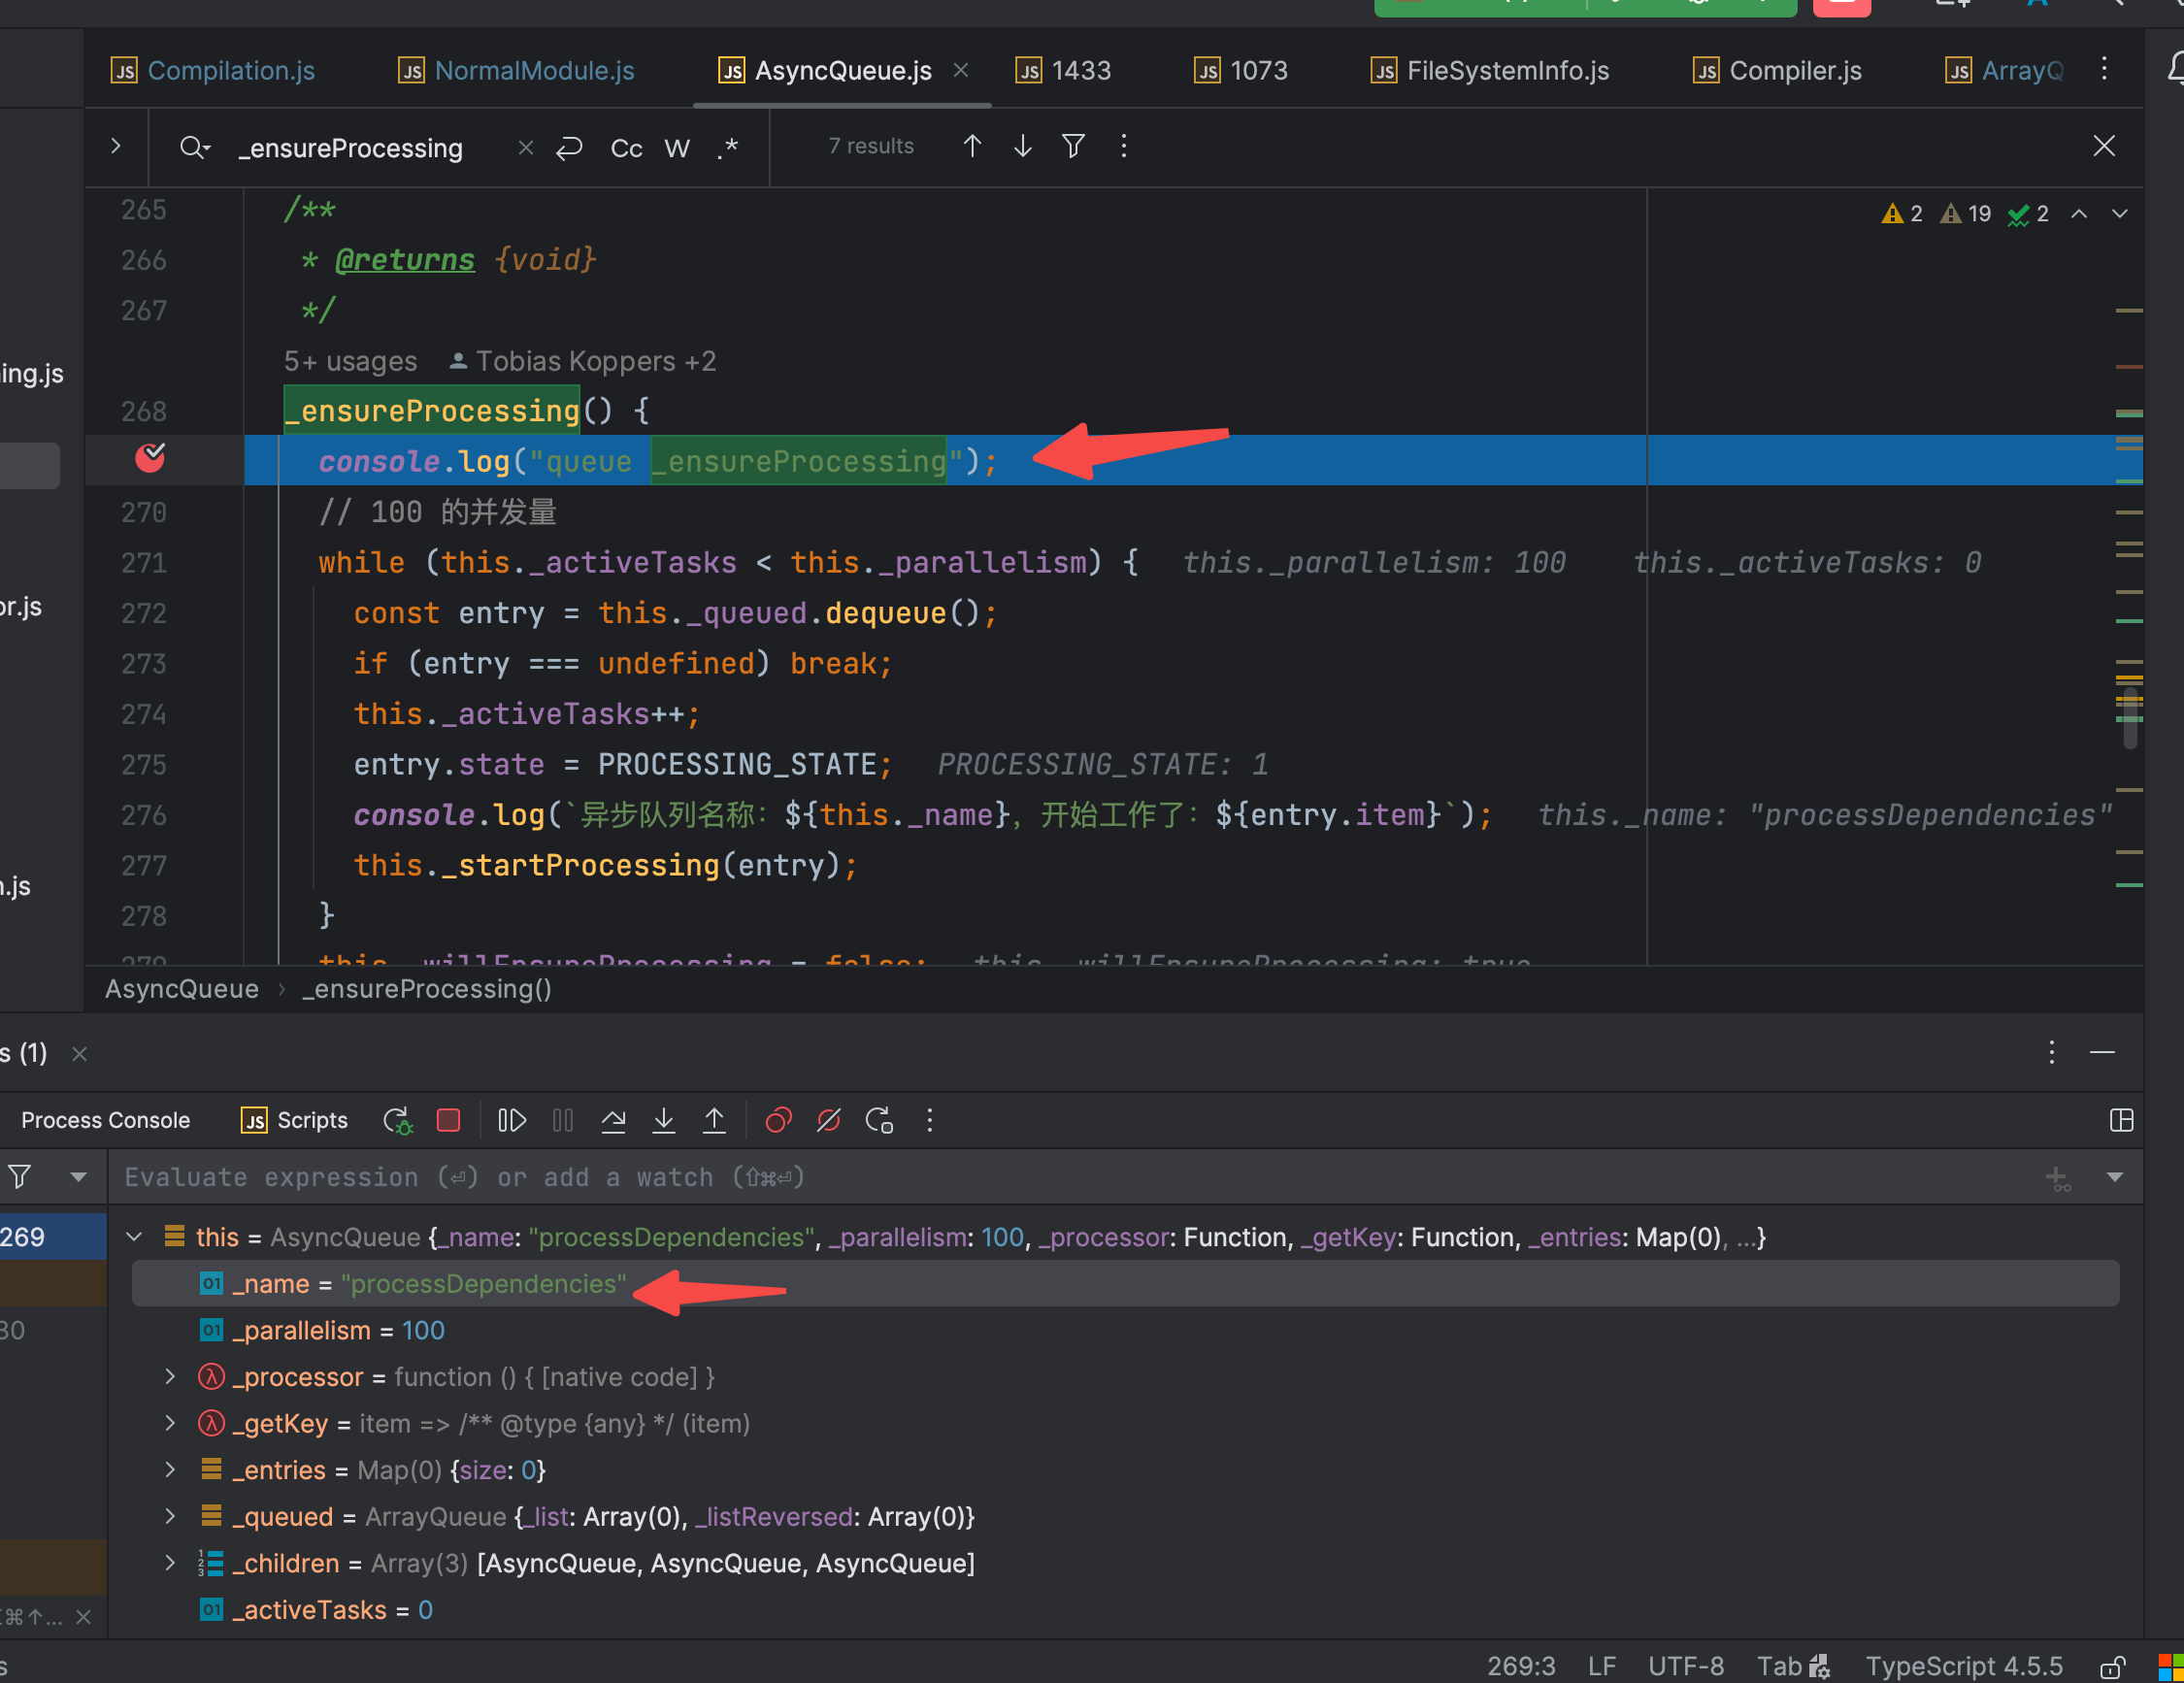 Compilation.js
NormalModule.js
AsyncQueue.js
1433
1073
FileSystemInfo.js
Compiler.js
ArrayQ
_ensureProcessing
Cc
W
.*
7 results
2
19
2
265 /**
266 * @returns {void}
267 */
5+ usages Tobias Koppers +2
268 _ensureProcessing() {
console.log("queue _ensureProcessing");
270 // 100 的并发量
271 while (this._activeTasks < this._parallelism) { this._parallelism: 100 this._activeTasks: 0
272 const entry = this._queued.dequeue();
273 if (entry === undefined) break;
274 this._activeTasks++;
275 entry.state = PROCESSING_STATE; PROCESSING_STATE: 1
276 console.log(`异步队列名称：${this._name}，开始工作了：${entry.item}`); this._name: "processDependencies"
277 this._startProcessing(entry);
278 }
279 this._willEnsureProcessing = false; this._willEnsureProcessing: true
ing.js
or.js
n.js
AsyncQueue › _ensureProcessing()
s (1)
Process Console
Scripts
Evaluate expression (⏎) or add a watch (⇧⌘⏎)
269
30
this = AsyncQueue {_name: "processDependencies", _parallelism: 100, _processor: Function, _getKey: Function, _entries: Map(0), ...}
_name = "processDependencies"
_parallelism = 100
_processor = function () { [native code] }
_getKey = item => /** @type {any} */ (item)
_entries = Map(0) {size: 0}
_queued = ArrayQueue {_list: Array(0), _listReversed: Array(0)}
_children = Array(3) [AsyncQueue, AsyncQueue, AsyncQueue]
_activeTasks = 0
⌘↑...
s
269:3
LF
UTF-8
Tab
TypeScript 4.5.5